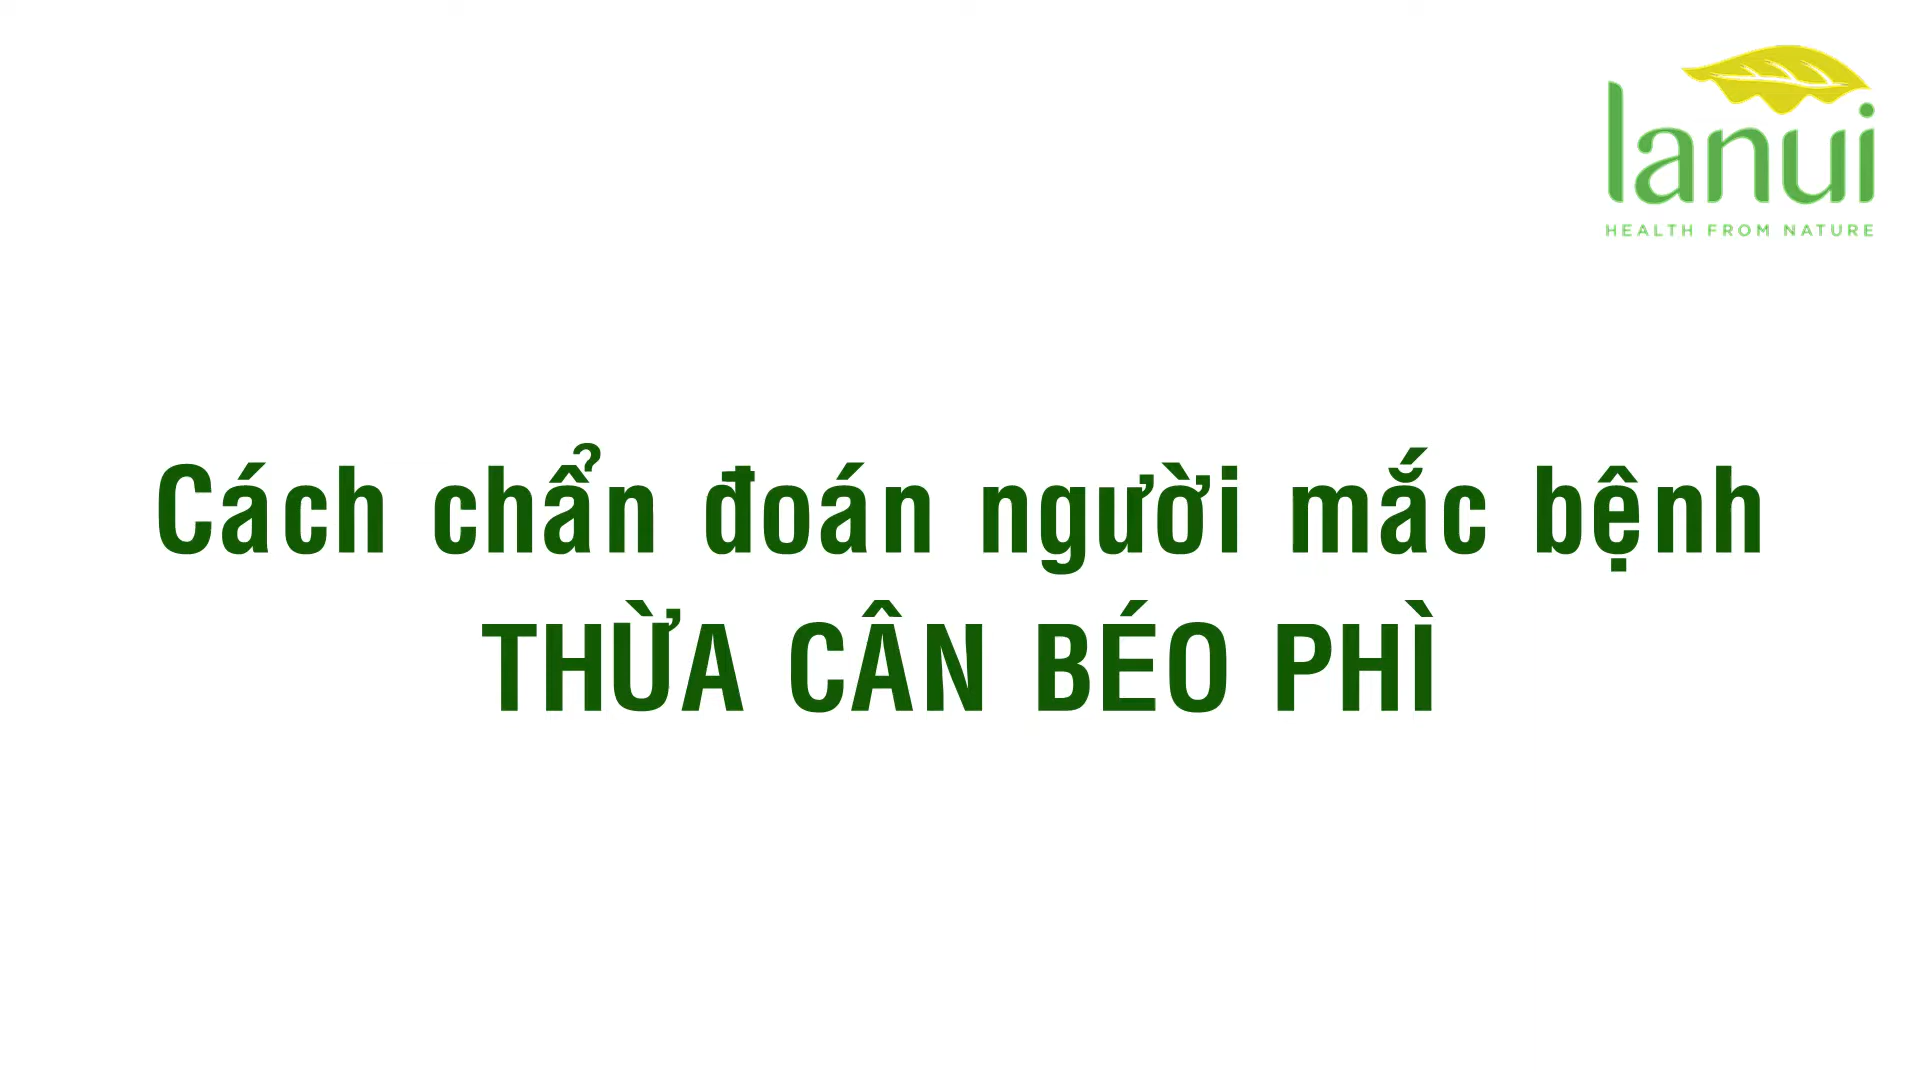 lanui
HEALTH FROM NATURE
Cách chẩn đoán người mắc bệnh
THỪA CÂN BÉO PHÌ